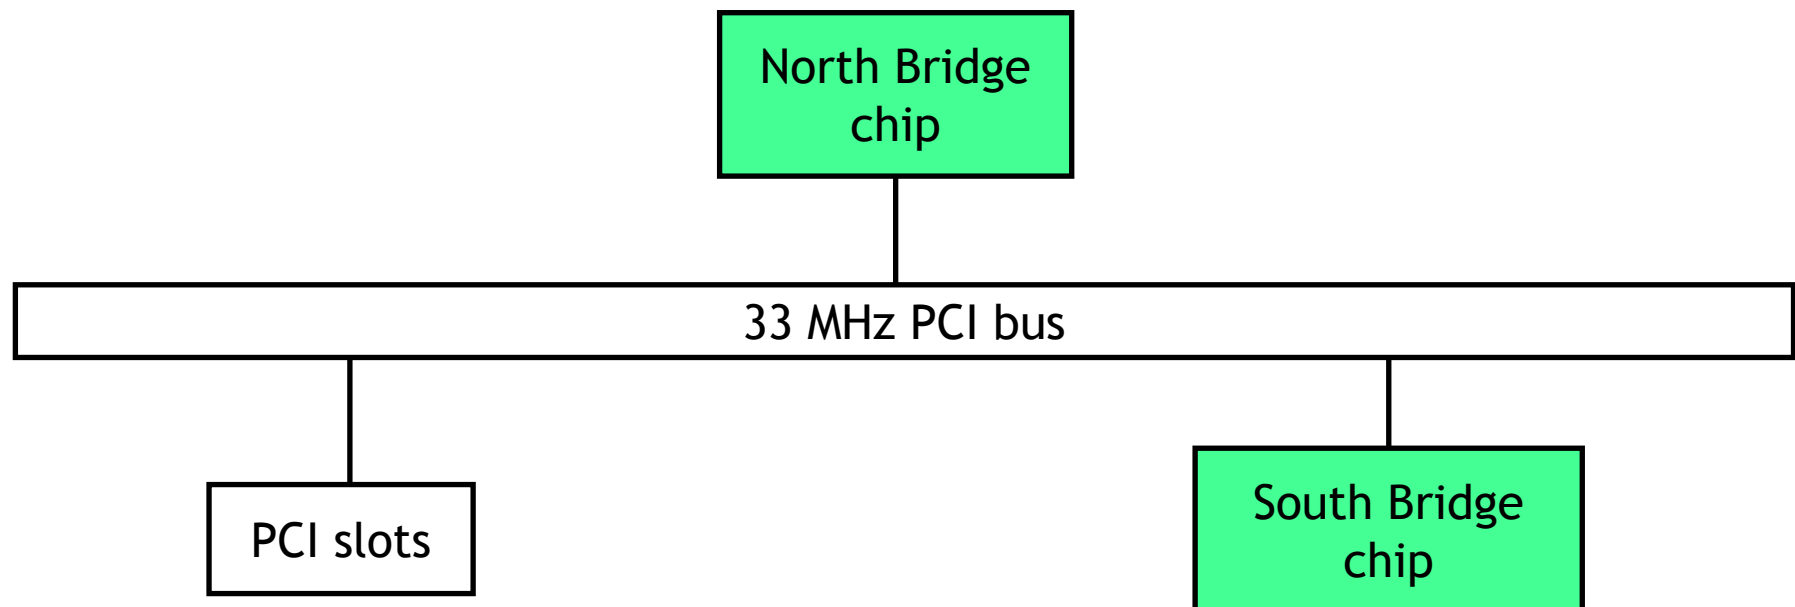 North Bridge
chip
33 MHz PCI bus
PCI slots
South Bridge
chip